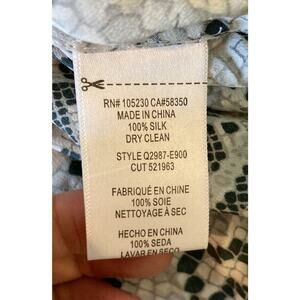 RN# 105230 CA#58350
MADE IN CHINA
100% SILK
DRY CLEAN
STYLE Q2987-E900
CUT 521963
FABRIQUÉ EN CHINE
100% SOIE
NETTOYAGE À SEC
HECHO EN CHINA
100% SEDA
LAVAR EN SECO